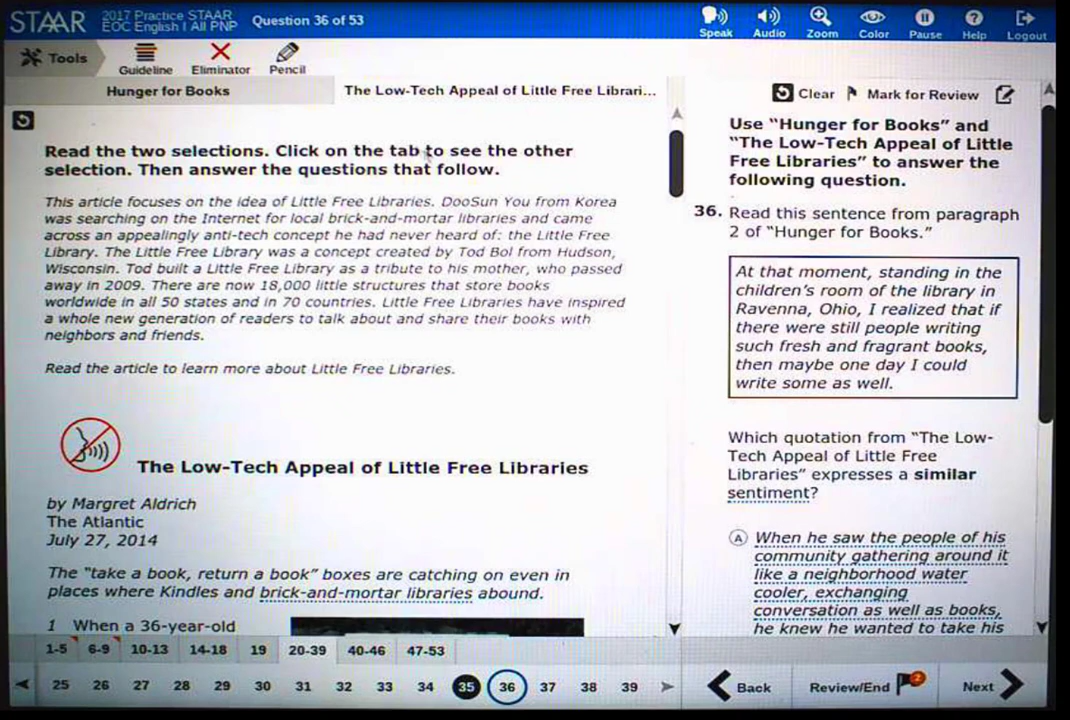 STAAR
2017 Practice STAAR
EOC English I All PNP
Question 36 of 53
Speak
Audio
Zoom
Color
Pause
Help
Logout
Tools
Guideline
Eliminator
Pencil
Hunger for Books
The Low-Tech Appeal of Little Free Librari...
Clear
Mark for Review
Read the two selections. Click on the tab to see the other
selection. Then answer the questions that follow.
This article focuses on the idea of Little Free Libraries. DooSun You from Korea
was searching on the Internet for local brick-and-mortar libraries and came
across an appealingly anti-tech concept he had never heard of: the Little Free
Library. The Little Free Library was a concept created by Tod Bol from Hudson,
Wisconsin. Tod built a Little Free Library as a tribute to his mother, who passed
away in 2009. There are now 18,000 little structures that store books
worldwide in all 50 states and in 70 countries. Little Free Libraries have inspired
a whole new generation of readers to talk about and share their books with
neighbors and friends.
Read the article to learn more about Little Free Libraries.
The Low-Tech Appeal of Little Free Libraries
by Margret Aldrich
The Atlantic
July 27, 2014
The "take a book, return a book" boxes are catching on even in
places where Kindles and brick-and-mortar libraries abound.
1 When a 36-year-old
Use "Hunger for Books" and
"The Low-Tech Appeal of Little
Free Libraries" to answer the
following question.
36. Read this sentence from paragraph
2 of "Hunger for Books."
At that moment, standing in the
children's room of the library in
Ravenna, Ohio, I realized that if
there were still people writing
such fresh and fragrant books,
then maybe one day I could
write some as well.
Which quotation from "The Low-
Tech Appeal of Little Free
Libraries" expresses a similar
sentiment?
A When he saw the people of his
community gathering around it
like a neighborhood water
cooler, exchanging
conversation as well as books,
he knew he wanted to take his
1-5 6-9 10-13 14-18 19 20-39 40-46 47-53
25 26 27 28 29 30 31 32 33 34 35 36 37 38 39
Back
Review/End
2
Next